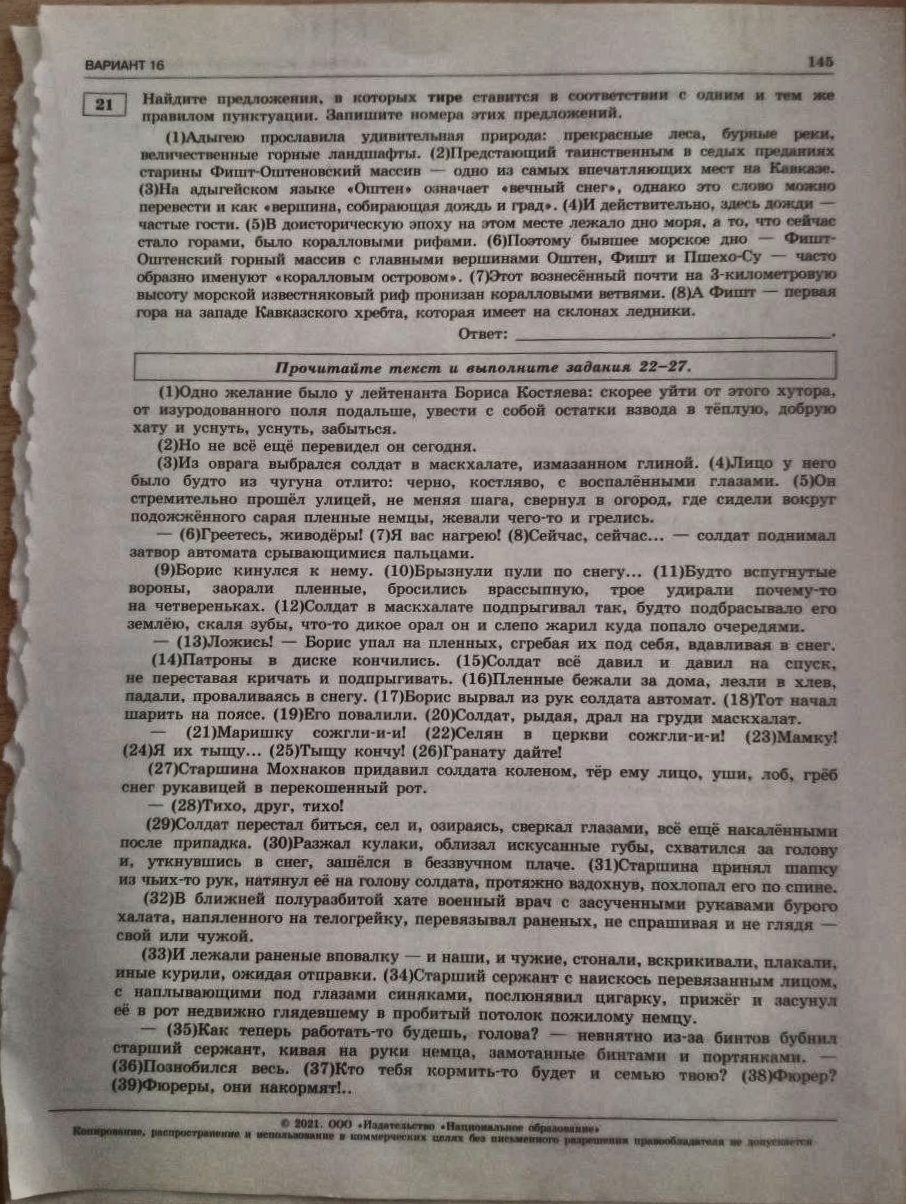 ВАРИАНТ 16
145
21
Найдите предложения, в которых тире ставится в соответствии с одним и тем же
правилом пунктуации. Запишите номера этих предложений.
(1)Адыгею прославила удивительная природа: прекрасные леса, бурные реки,
величественные горные ландшафты. (2)Предстающий таинственным в седых преданиях
старины Фишт-Оштеновский массив — одно из самых впечатляющих мест на Кавказе.
(3)На адыгейском языке «Оштен» означает «вечный снег», однако это слово можно
перевести и как «вершина, собирающая дождь и град». (4)И действительно, здесь дожди —
частые гости. (5)В доисторическую эпоху на этом месте лежало дно моря, а то, что сейчас
стало горами, было коралловыми рифами. (6)Поэтому бывшее морское дно — Фишт-
Оштенский горный массив с главными вершинами Оштен, Фишт и Пшехо-Су — часто
образно именуют «коралловым островом». (7)Этот вознесённый почти на 3-километровую
высоту морской известняковый риф пронизан коралловыми ветвями. (8)А Фишт — первая
гора на западе Кавказского хребта, которая имеет на склонах ледники.
Ответ: ______________________________.
Прочитайте текст и выполните задания 22–27.
(1)Одно желание было у лейтенанта Бориса Костяева: скорее уйти от этого хутора,
от изуродованного поля подальше, увести с собой остатки взвода в тёплую, добрую
хату и уснуть, уснуть, забыться.
(2)Но не всё ещё перевидел он сегодня.
(3)Из оврага выбрался солдат в маскхалате, измазанном глиной. (4)Лицо у него
было будто из чугуна отлито: черно, костляво, с воспалёнными глазами. (5)Он
стремительно прошёл улицей, не меняя шага, свернул в огород, где сидели вокруг
подожжённого сарая пленные немцы, жевали чего-то и грелись.
— (6)Греетесь, живодёры! (7)Я вас нагрею! (8)Сейчас, сейчас... — солдат поднимал
затвор автомата срывающимися пальцами.
(9)Борис кинулся к нему. (10)Брызнули пули по снегу... (11)Будто вспугнутые
вороны, заорали пленные, бросились врассыпную, трое удирали почему-то
на четвереньках. (12)Солдат в маскхалате подпрыгивал так, будто подбрасывало его
землёю, скаля зубы, что-то дикое орал он и слепо жарил куда попало очередями.
— (13)Ложись! — Борис упал на пленных, сгребая их под себя, вдавливая в снег.
(14)Патроны в диске кончились. (15)Солдат всё давил и давил на спуск,
не переставая кричать и подпрыгивать. (16)Пленные бежали за дома, лезли в хлев,
падали, проваливаясь в снегу. (17)Борис вырвал из рук солдата автомат. (18)Тот начал
шарить на поясе. (19)Его повалили. (20)Солдат, рыдая, драл на груди маскхалат.
— (21)Маришку сожгли-и-и! (22)Селян в церкви сожгли-и-и! (23)Мамку!
(24)Я их тыщу... (25)Тыщу кончу! (26)Гранату дайте!
(27)Старшина Мохнаков придавил солдата коленом, тёр ему лицо, уши, лоб, грёб
снег рукавицей в перекошенный рот.
— (28)Тихо, друг, тихо!
(29)Солдат перестал биться, сел и, озираясь, сверкал глазами, всё ещё накалёнными
после припадка. (30)Разжал кулаки, облизал искусанные губы, схватился за голову
и, уткнувшись в снег, зашёлся в беззвучном плаче. (31)Старшина принял шапку
из чьих-то рук, натянул её на голову солдата, протяжно вздохнув, похлопал его по спине.
(32)В ближней полуразбитой хате военный врач с засученными рукавами бурого
халата, напяленного на телогрейку, перевязывал раненых, не спрашивая и не глядя —
свой или чужой.
(33)И лежали раненые вповалку — и наши, и чужие, стонали, вскрикивали, плакали,
иные курили, ожидая отправки. (34)Старший сержант с наискось перевязанным лицом,
с наплывающими под глазами синяками, послюнявил цигарку, прижёг и засунул
её в рот недвижно глядевшему в пробитый потолок пожилому немцу.
— (35)Как теперь работать-то будешь, голова? — невнятно из-за бинтов бубнил
старший сержант, кивая на руки немца, замотанные бинтами и портянками. —
(36)Познобился весь. (37)Кто тебя кормить-то будет и семью твою? (38)Фюрер?
(39)Фюреры, они накормят!..
© 2021. ООО «Издательство «Национальное образование»
Копирование, распространение и использование в коммерческих целях без письменного разрешения правообладателя не допускается